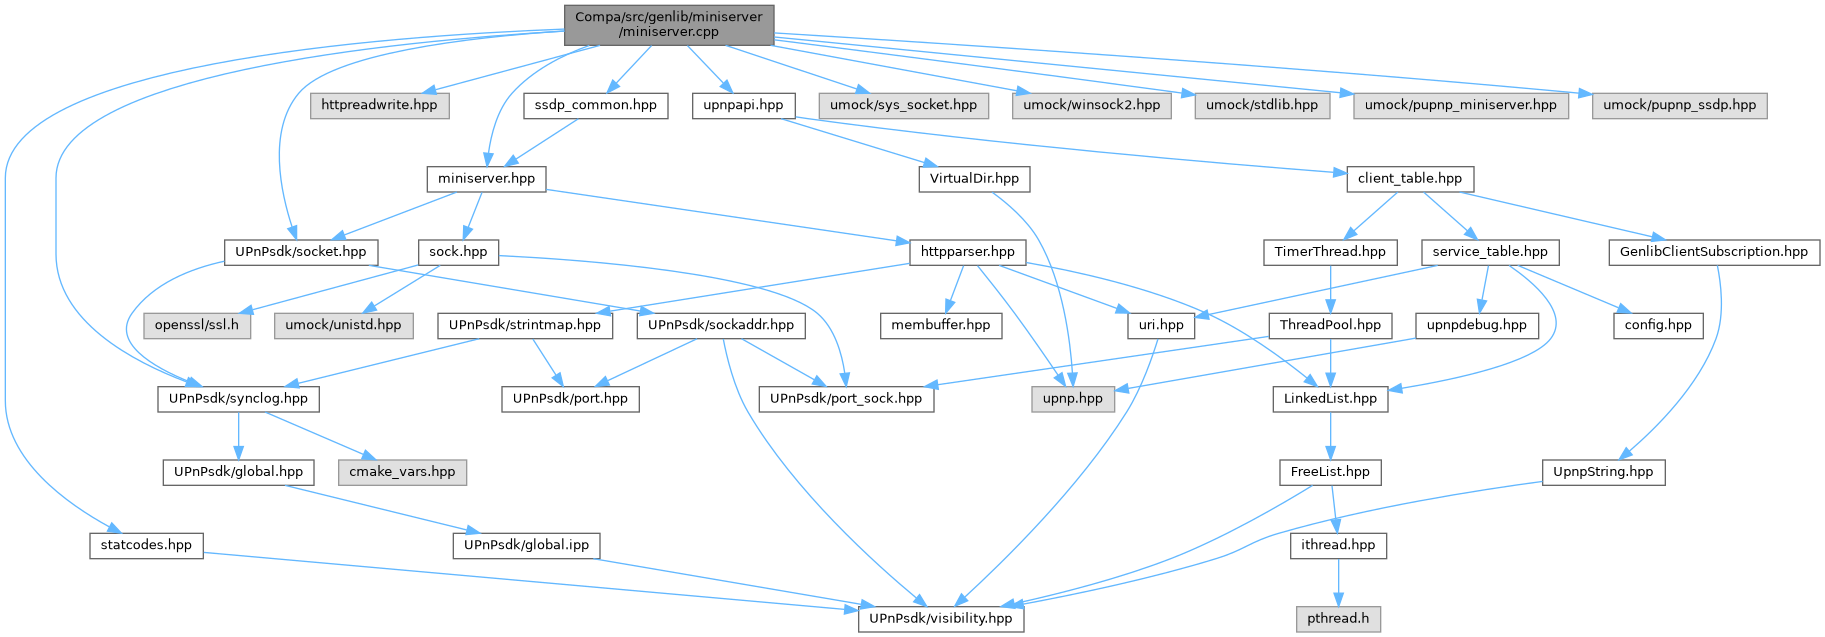 Compa/src/genlib/miniserver
/miniserver.cpp
httpreadwrite.hpp
ssdp_common.hpp
upnpapi.hpp
umock/sys_socket.hpp
umock/winsock2.hpp
umock/stdlib.hpp
umock/pupnp_miniserver.hpp
umock/pupnp_ssdp.hpp
miniserver.hpp
VirtualDir.hpp
client_table.hpp
UPnPsdk/socket.hpp
sock.hpp
httpparser.hpp
TimerThread.hpp
service_table.hpp
GenlibClientSubscription.hpp
openssl/ssl.h
umock/unistd.hpp
UPnPsdk/strintmap.hpp
UPnPsdk/sockaddr.hpp
membuffer.hpp
uri.hpp
ThreadPool.hpp
upnpdebug.hpp
config.hpp
UPnPsdk/synclog.hpp
UPnPsdk/port.hpp
UPnPsdk/port_sock.hpp
upnp.hpp
LinkedList.hpp
UPnPsdk/global.hpp
cmake_vars.hpp
FreeList.hpp
UpnpString.hpp
statcodes.hpp
UPnPsdk/global.ipp
ithread.hpp
UPnPsdk/visibility.hpp
pthread.h